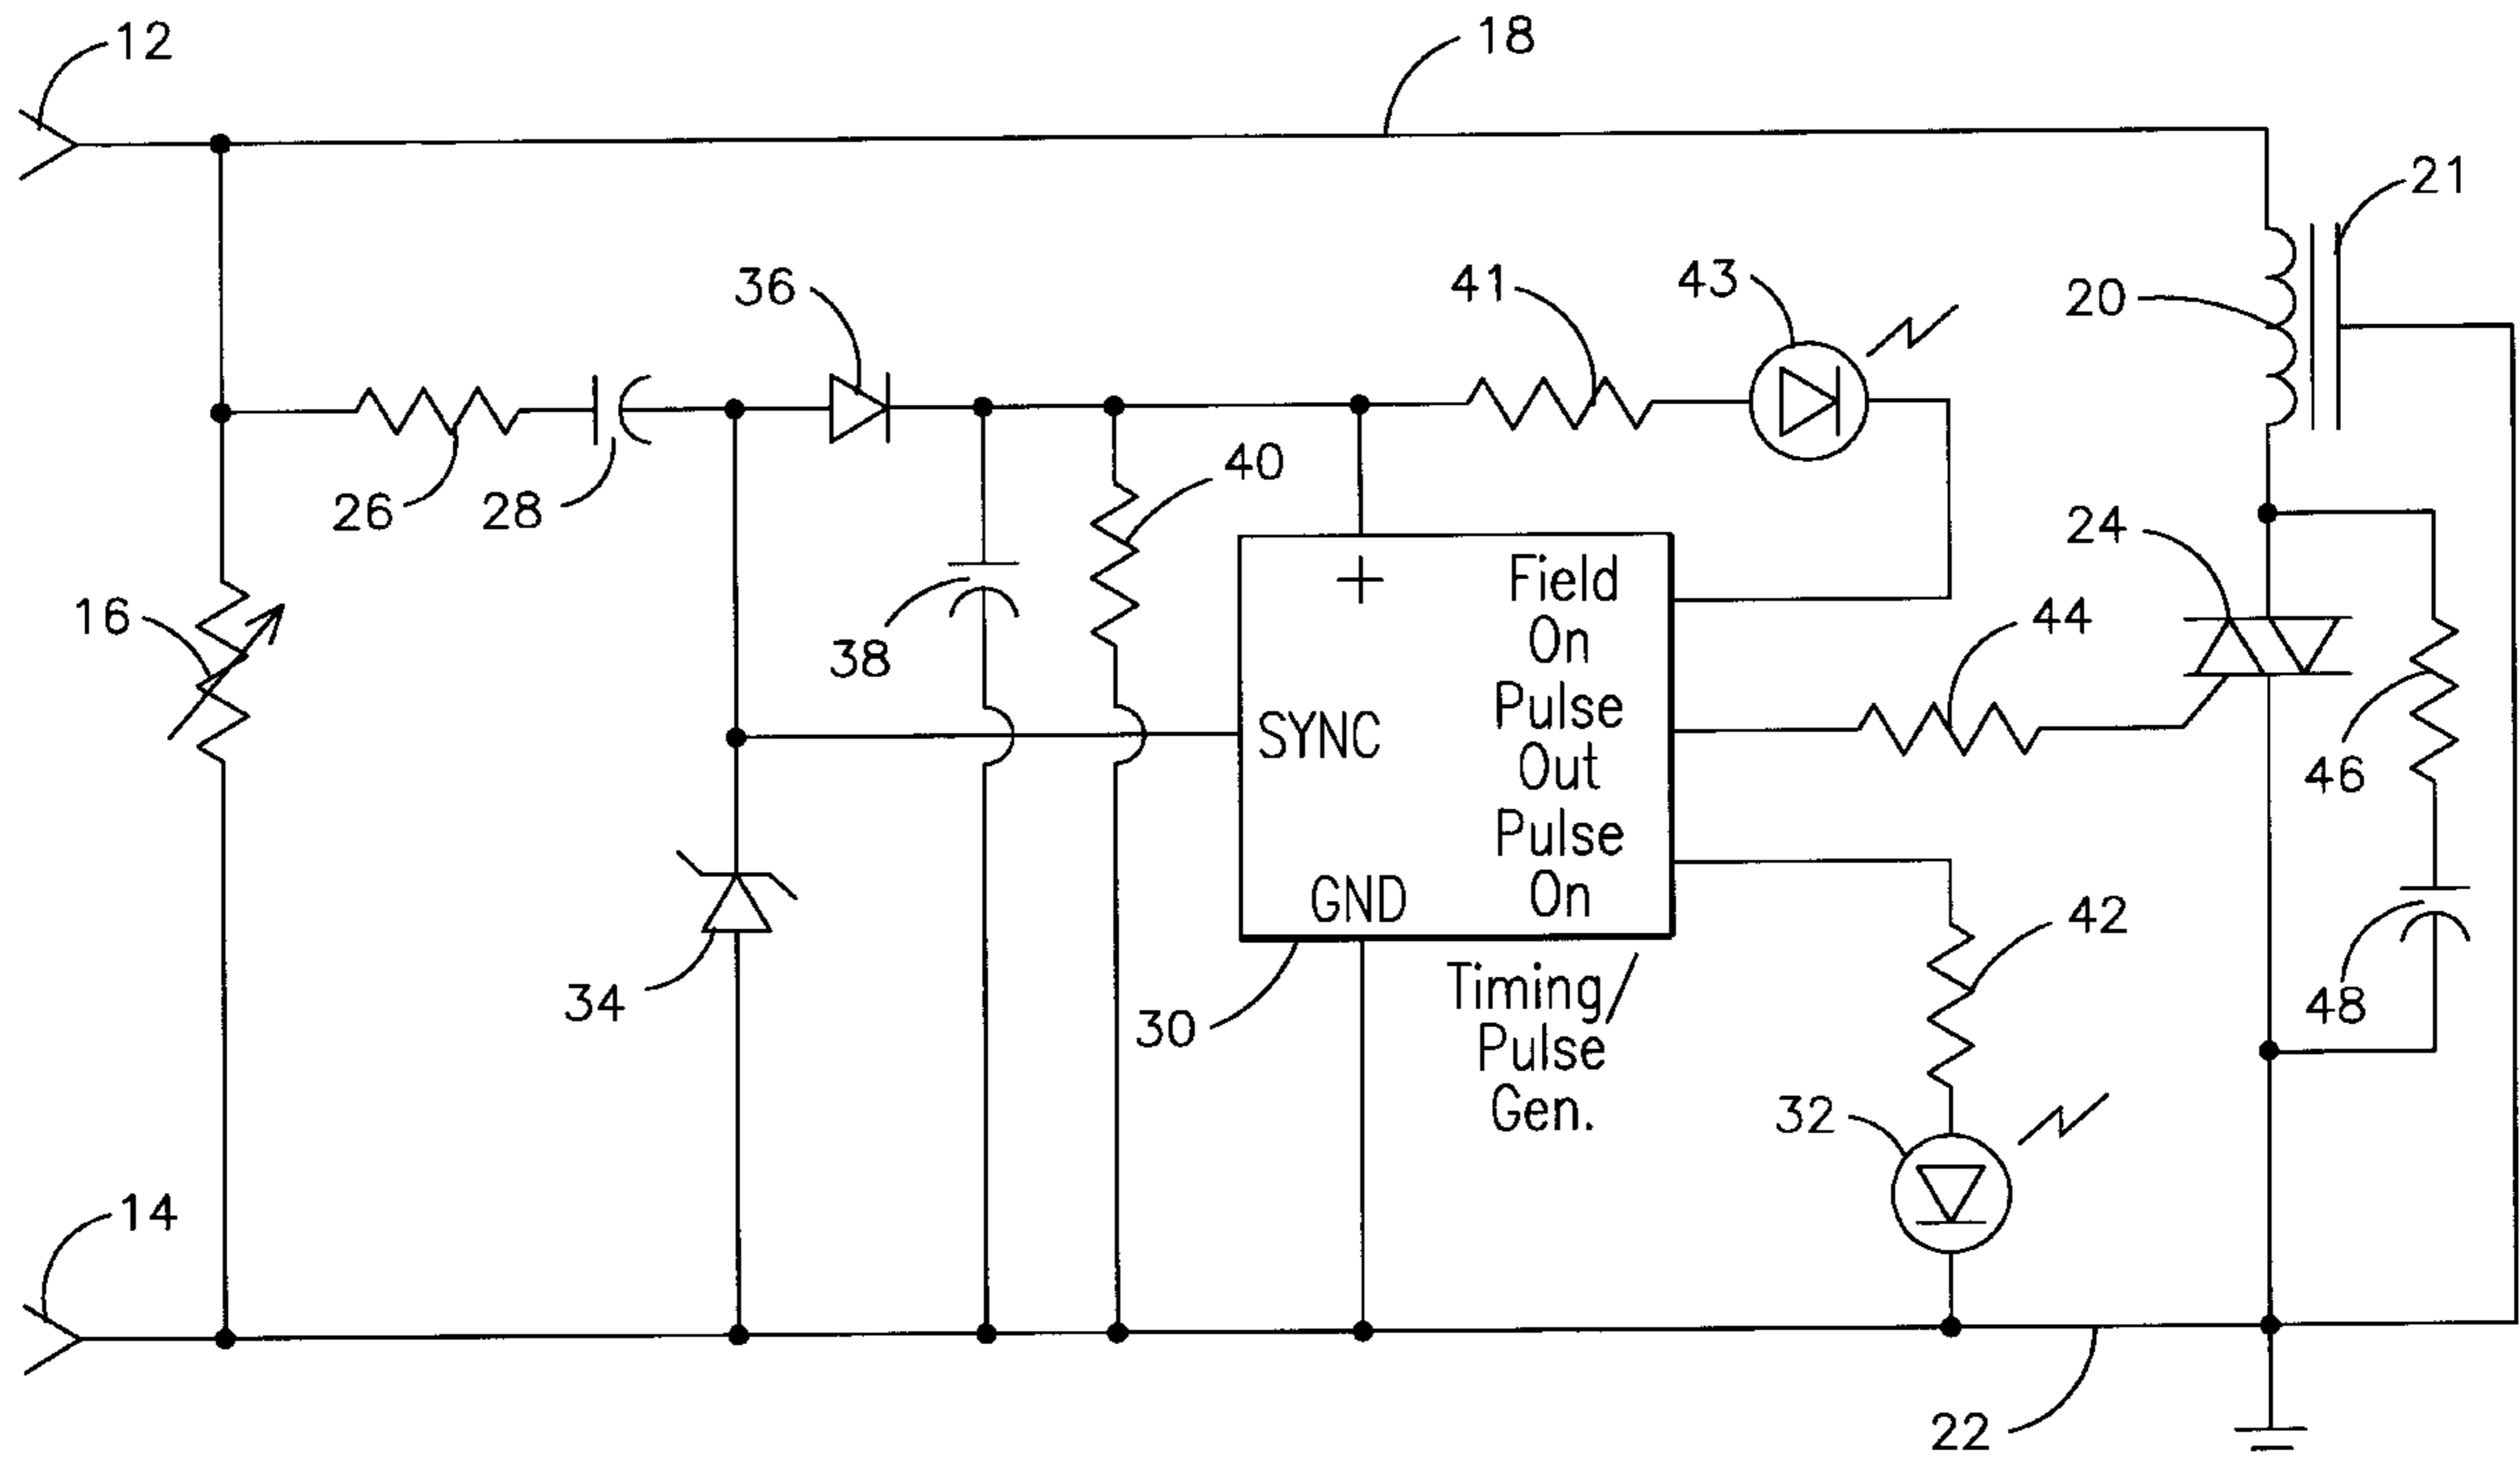 12
18
21
36
41
43
20
26
28
40
24
+
Field
On
16
38
44
SYNC
Pulse
Out
46
Pulse
On
GND
42
34
30
Timing/
Pulse
Gen.
48
32
14
22